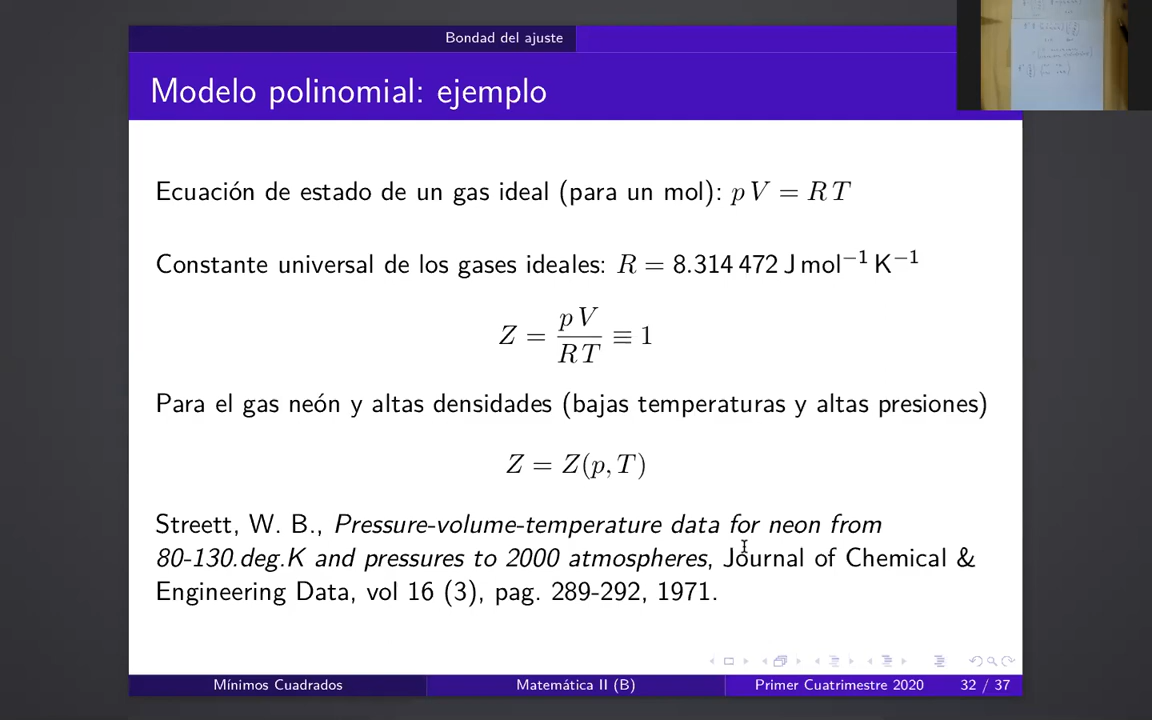 Bondad del ajuste
Modelo polinomial: ejemplo
Ecuación de estado de un gas ideal (para un mol): p V = R T
Constante universal de los gases ideales: R = 8.314 472 J mol⁻¹ K⁻¹
Z = p V / R T ≡ 1
Para el gas neón y altas densidades (bajas temperaturas y altas presiones)
Z = Z(p, T)
Streett, W. B., Pressure-volume-temperature data for neon from
80-130.deg.K and pressures to 2000 atmospheres, Journal of Chemical &
Engineering Data, vol 16 (3), pag. 289-292, 1971.
Mínimos Cuadrados
Matemática II (B)
Primer Cuatrimestre 2020
32 / 37